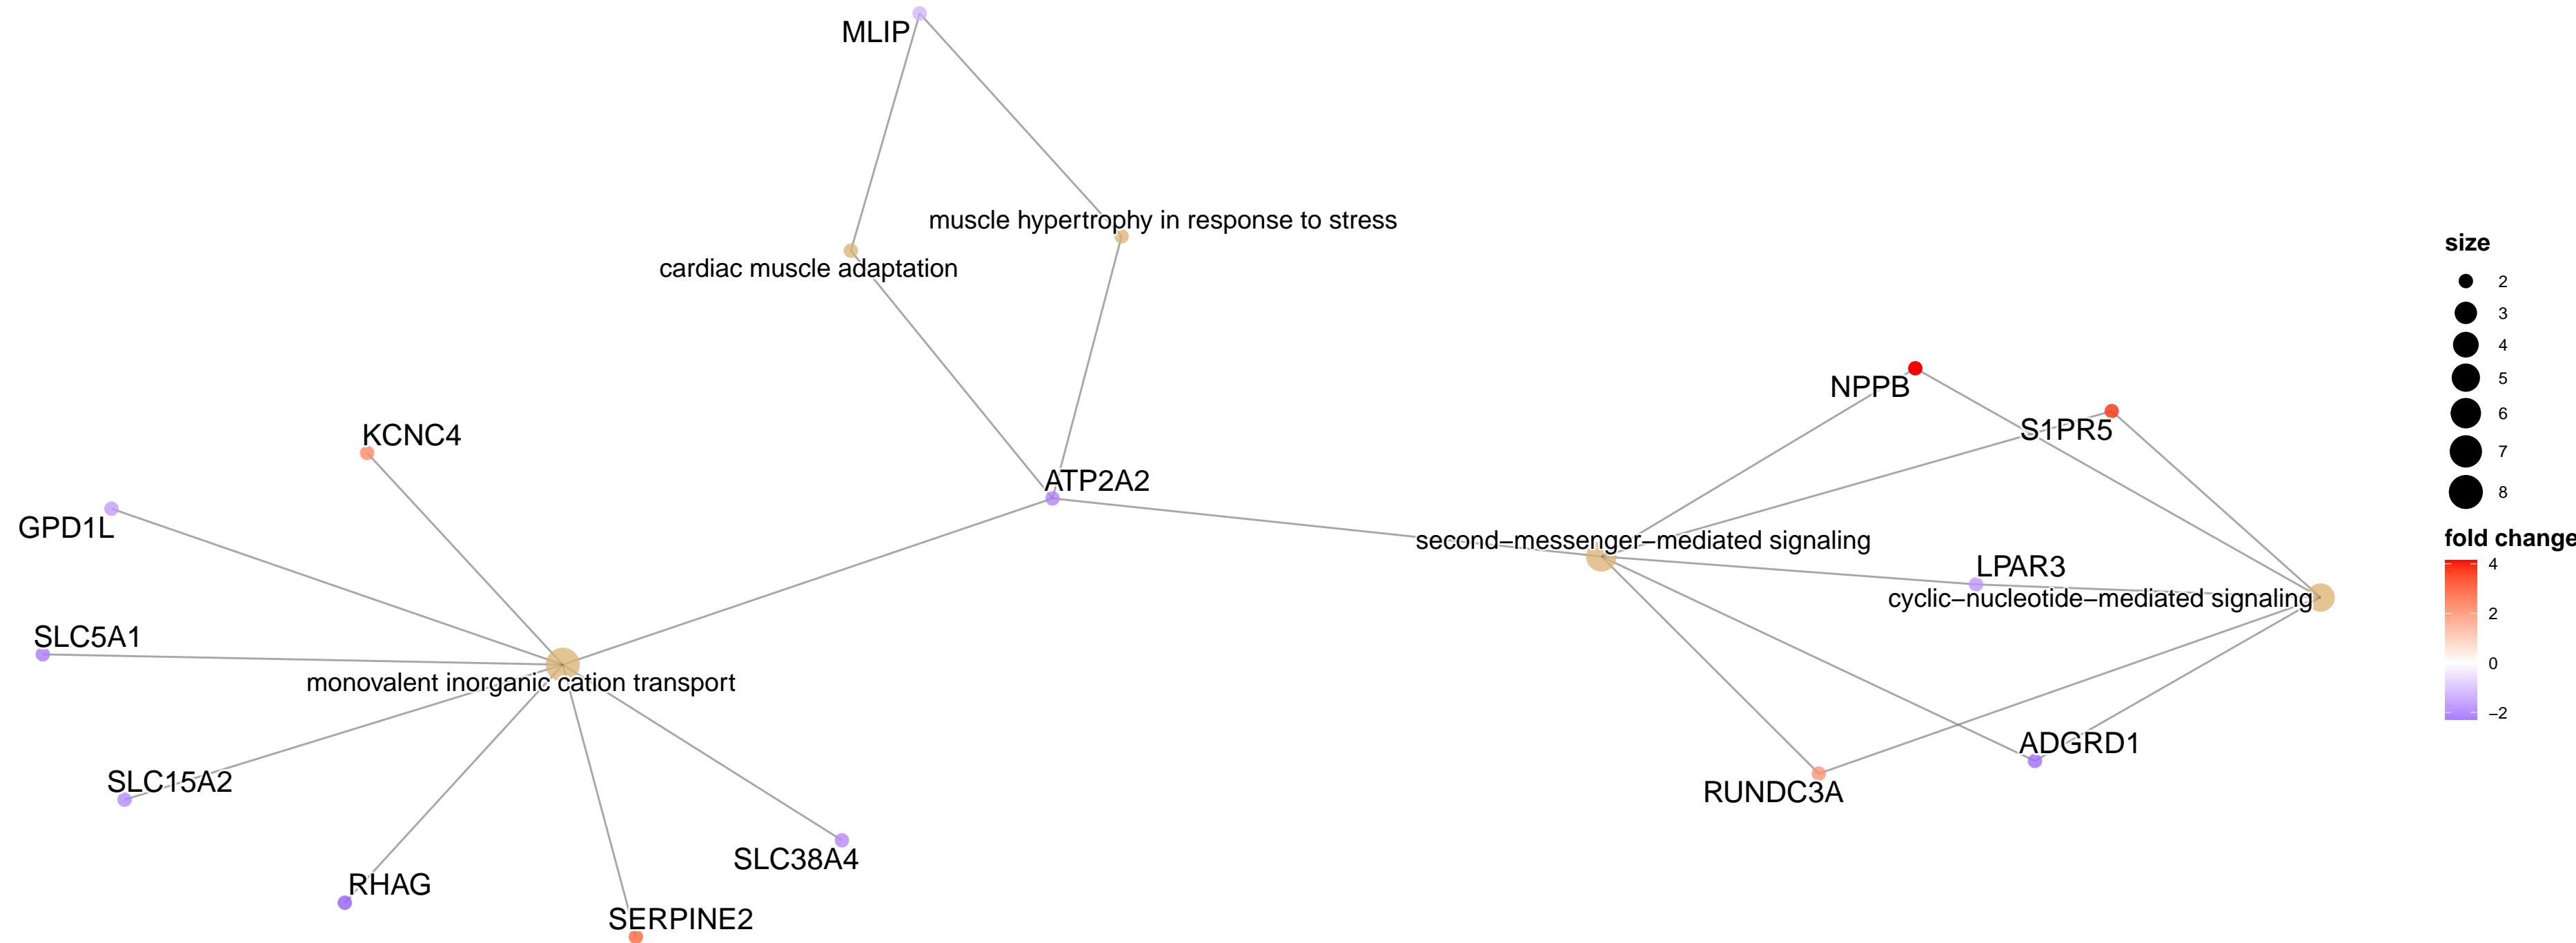 MLIP
muscle hypertrophy in response to stress
cardiac muscle adaptation
KCNC4
ATP2A2
GPD1L
SLC5A1
monovalent inorganic cation transport
SLC15A2
RHAG
SERPINE2
SLC38A4
NPPB
S1PR5
second−messenger−mediated signaling
LPAR3
cyclic−nucleotide−mediated signaling
ADGRD1
RUNDC3A
size
2
3
4
5
6
7
8
fold change
4
2
0
−2